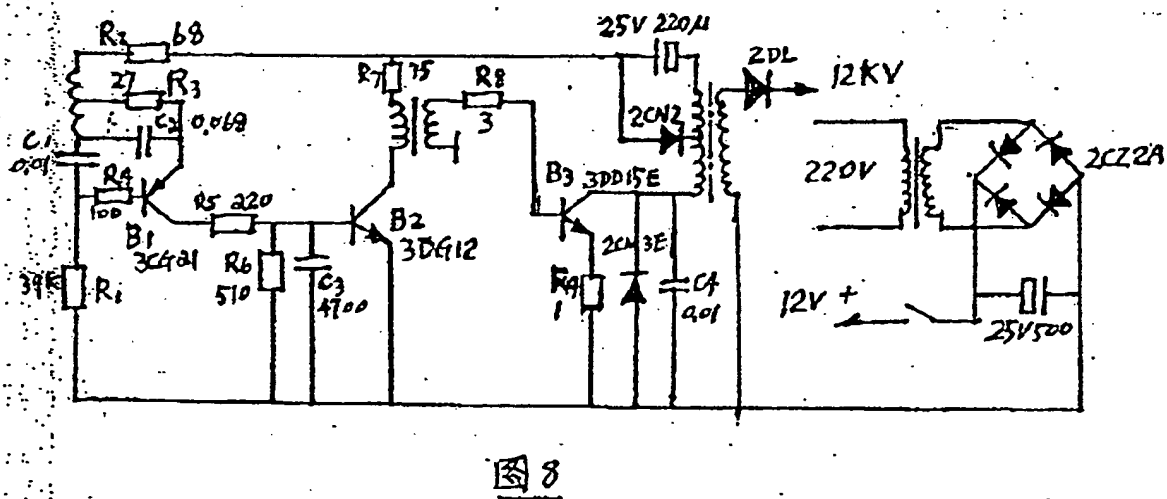 R2 68
25V 220μ
2DL
12KV
27 R3
R7 75
R8
3
C2 0.068
C1
0.01
2CN2
R4
100
B1
3CG21
R5 220
B2
3DG12
B3 3DD15E
220V
2CZ2A
39K R1
R6
510
C3
4700
R9
1
2CN 3E
C4
0.01
12V +
25V500
图 8